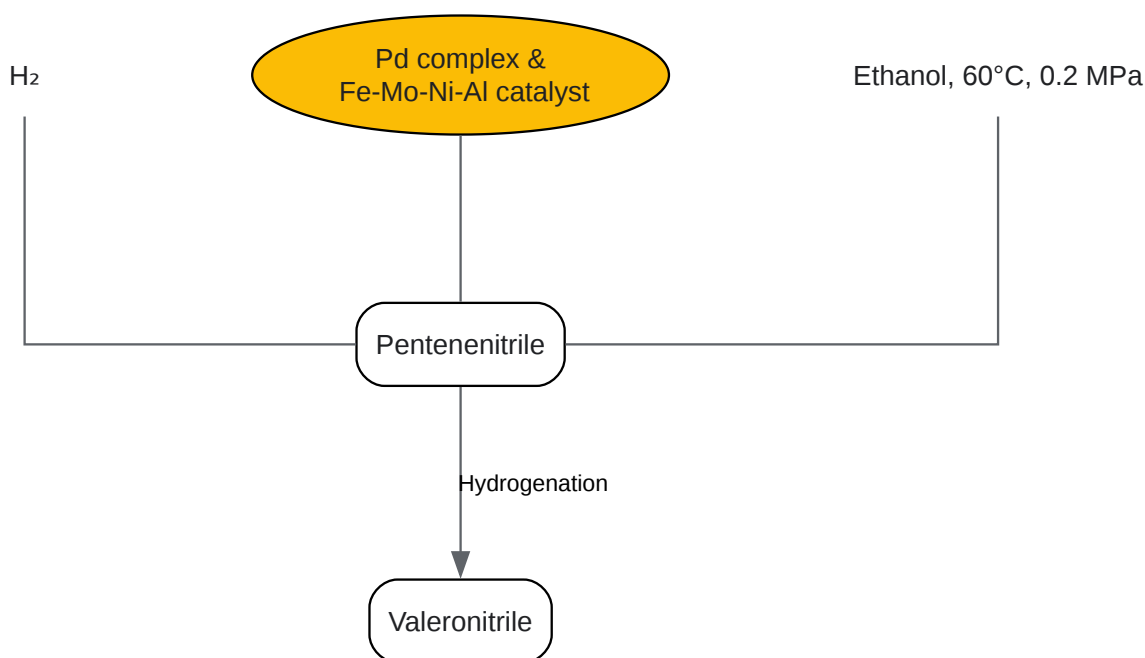 H₂
Pd complex &
Fe-Mo-Ni-Al catalyst
Ethanol, 60°C, 0.2 MPa
Pentenenitrile
Hydrogenation
Valeronitrile